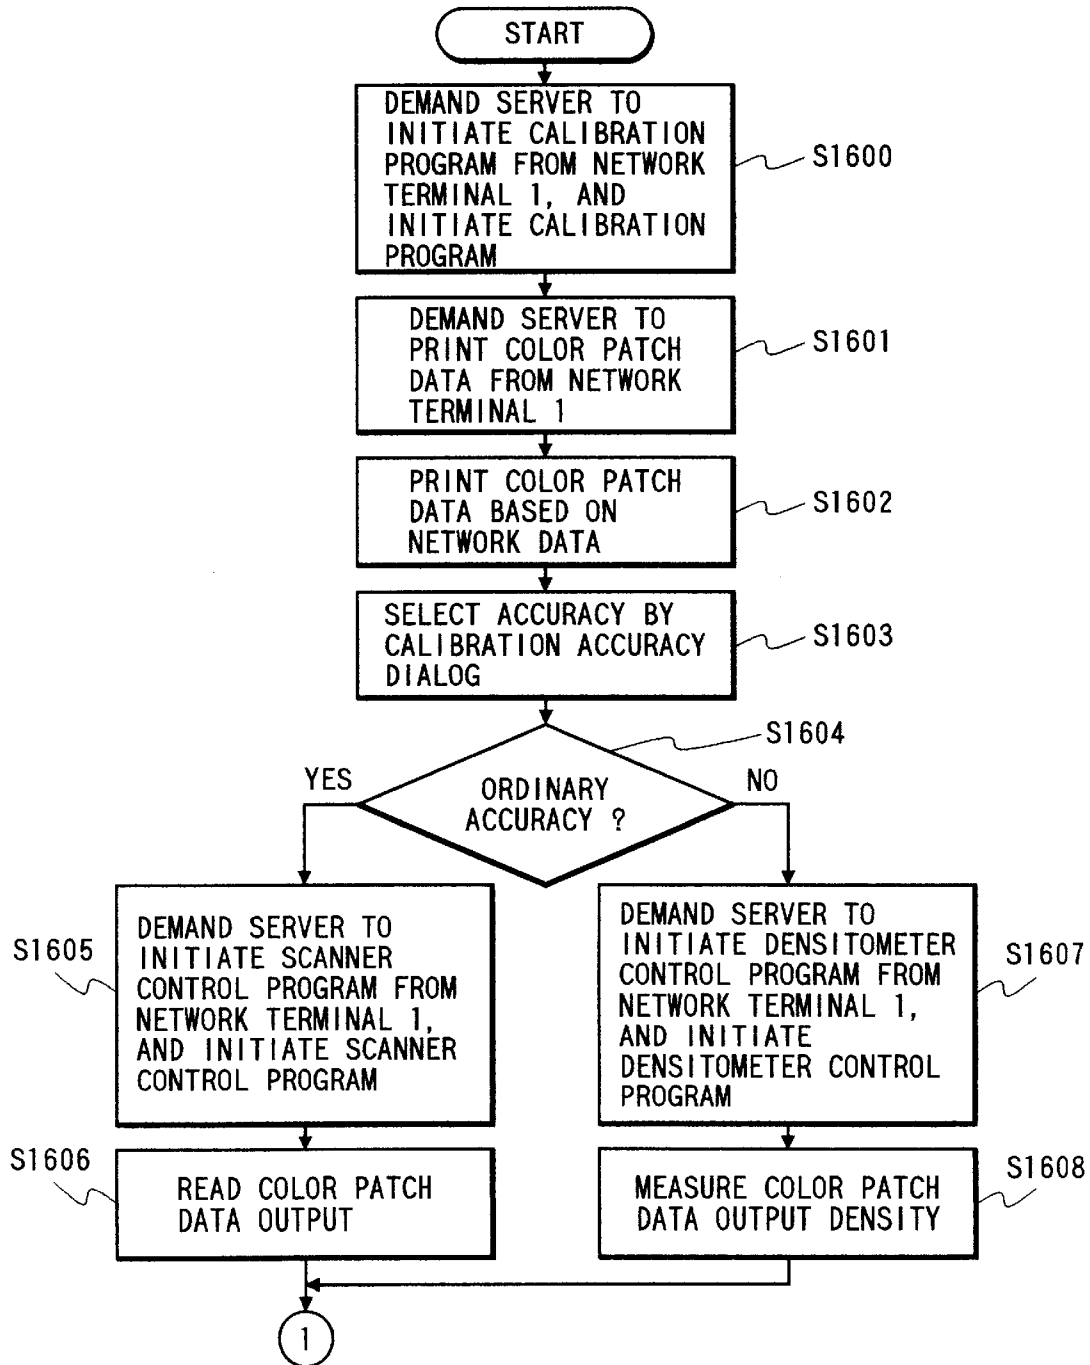 START
DEMAND SERVER TO
INITIATE CALIBRATION
PROGRAM FROM NETWORK
TERMINAL 1, AND
INITIATE CALIBRATION
PROGRAM
S1600
DEMAND SERVER TO
PRINT COLOR PATCH
DATA FROM NETWORK
TERMINAL 1
S1601
PRINT COLOR PATCH
DATA BASED ON
NETWORK DATA
S1602
SELECT ACCURACY BY
CALIBRATION ACCURACY
DIALOG
S1603
S1604
YES
ORDINARY
ACCURACY ?
NO
S1605
DEMAND SERVER TO
INITIATE SCANNER
CONTROL PROGRAM FROM
NETWORK TERMINAL 1,
AND INITIATE SCANNER
CONTROL PROGRAM
DEMAND SERVER TO
INITIATE DENSITOMETER
CONTROL PROGRAM FROM
NETWORK TERMINAL 1,
AND INITIATE
DENSITOMETER CONTROL
PROGRAM
S1607
S1606
READ COLOR PATCH
DATA OUTPUT
MEASURE COLOR PATCH
DATA OUTPUT DENSITY
S1608
1